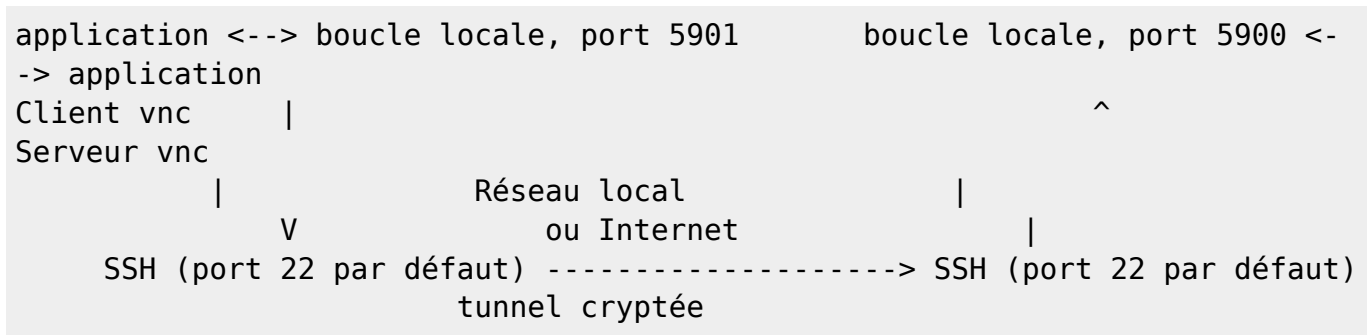 application <--> boucle locale, port 5901       boucle locale, port 5900 <-
-> application
Client vnc     |                                             ^
Serveur vnc
           |              Réseau local               |
               V              ou Internet                |
     SSH (port 22 par défaut) --------------------> SSH (port 22 par défaut)
                         tunnel cryptée